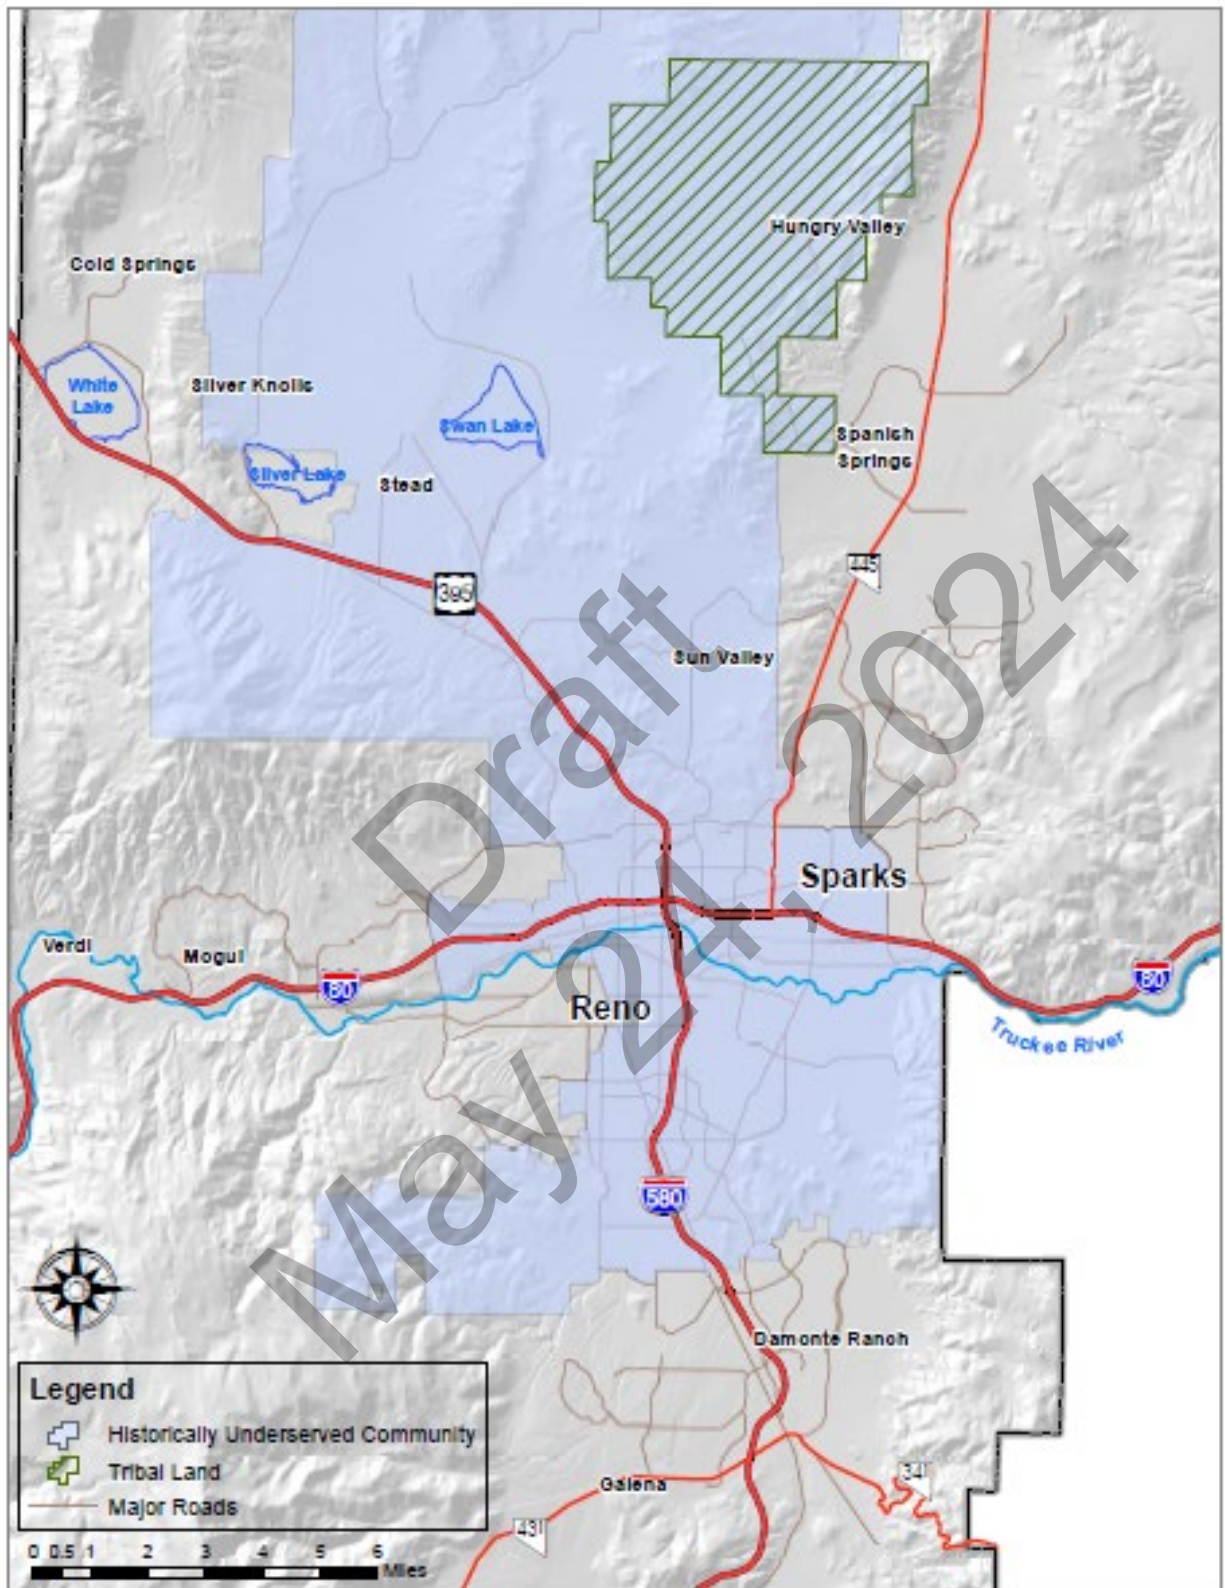 Hungry Valley
Cold Springs
White
Lake
Silver Knolls
Swan Lake
Spanish
Springs
Silver Lake
Stead
445
395
Sun Valley
Draft
May 24, 2024
Sparks
Verdi
Mogul
80
80
Reno
Truckee River
580
Damonte Ranch
Legend
Historically Underserved Community
Tribal Land
Major Roads
341
Galena
431
0 0.5 1 2 3 4 5 6
Miles